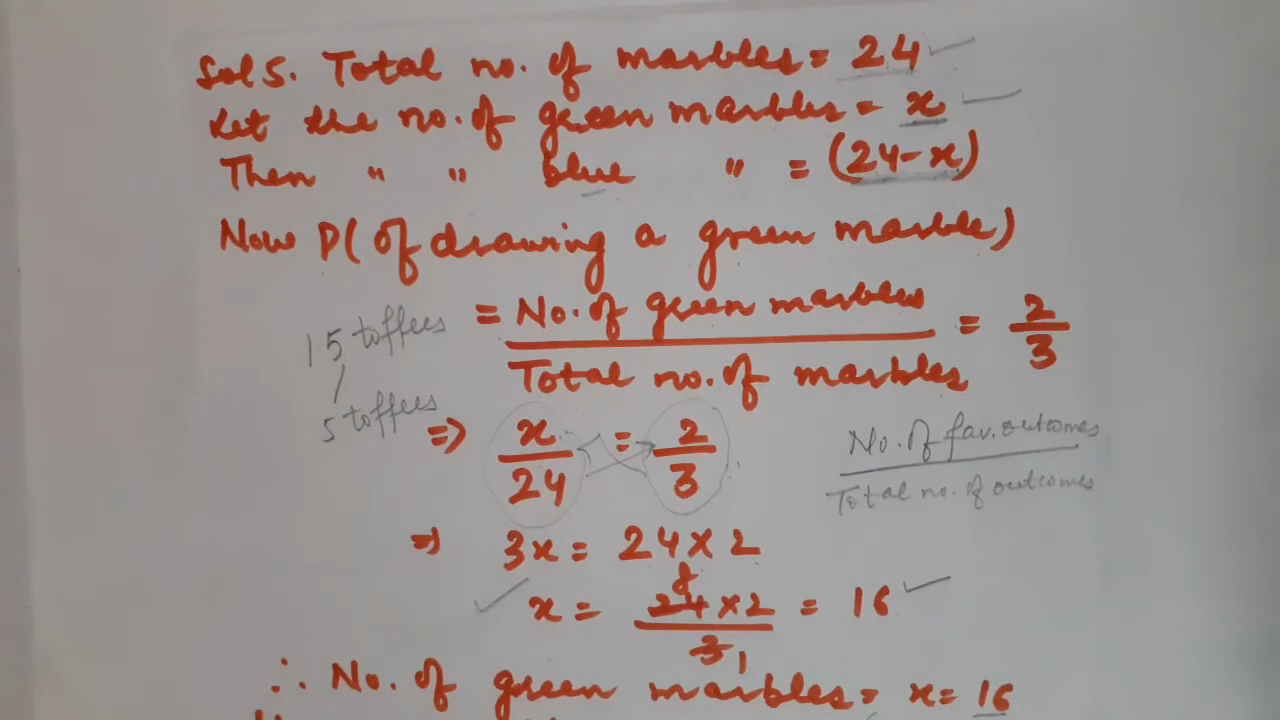 Sol 5. Total no. of marbles = 24
Let the no. of green marbles = x
Then " " blue " = (24-x)
Now P( of drawing a green marble)
= No. of green marbles / Total no. of marbles = 2/3
15 toffees
5 toffees
=> x/24 = 2/3
No. of fav. outcomes
Total no. of outcomes
=> 3x = 24 x 2
x = 24 x 2 / 3 = 16
8
1
∴ No. of green marbles = x = 16